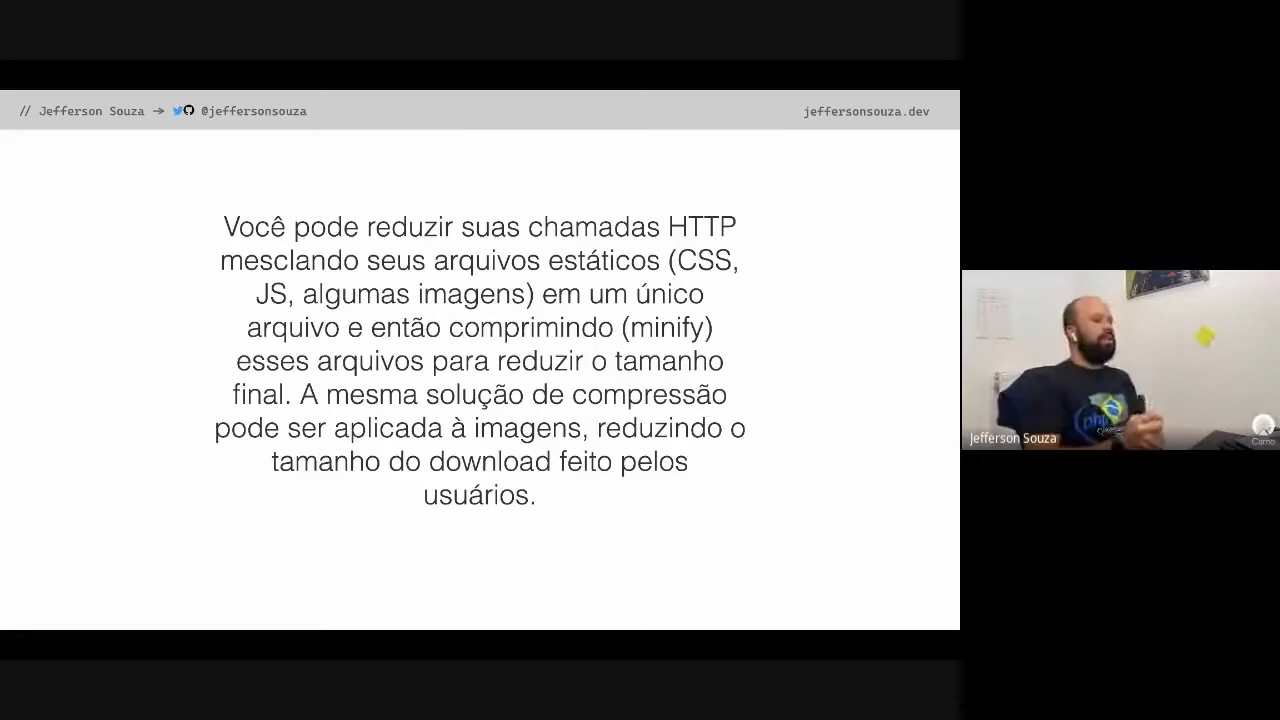 // Jefferson Souza → @jeffersonsouza
jeffersonsouza.dev
Você pode reduzir suas chamadas HTTP
mesclando seus arquivos estáticos (CSS,
JS, algumas imagens) em um único
arquivo e então comprimindo (minify)
esses arquivos para reduzir o tamanho
final. A mesma solução de compressão
pode ser aplicada à imagens, reduzindo o
tamanho do download feito pelos
usuários.
php
Jefferson Souza
Camo